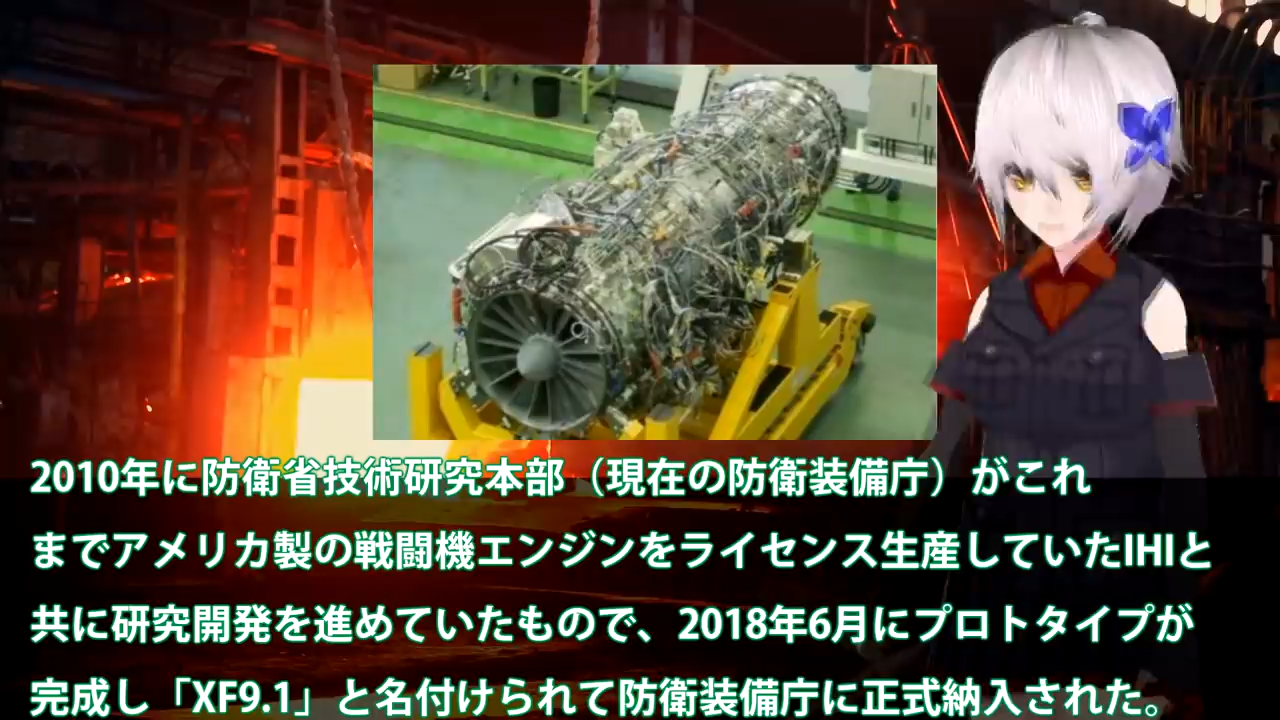 2010年に防衛省技術研究本部（現在の防衛装備庁）がこれ
までアメリカ製の戦闘機エンジンをライセンス生産していたIHIと
共に研究開発を進めていたもので、2018年6月にプロトタイプが
完成し「XF9.1」と名付けられて防衛装備庁に正式納入された。